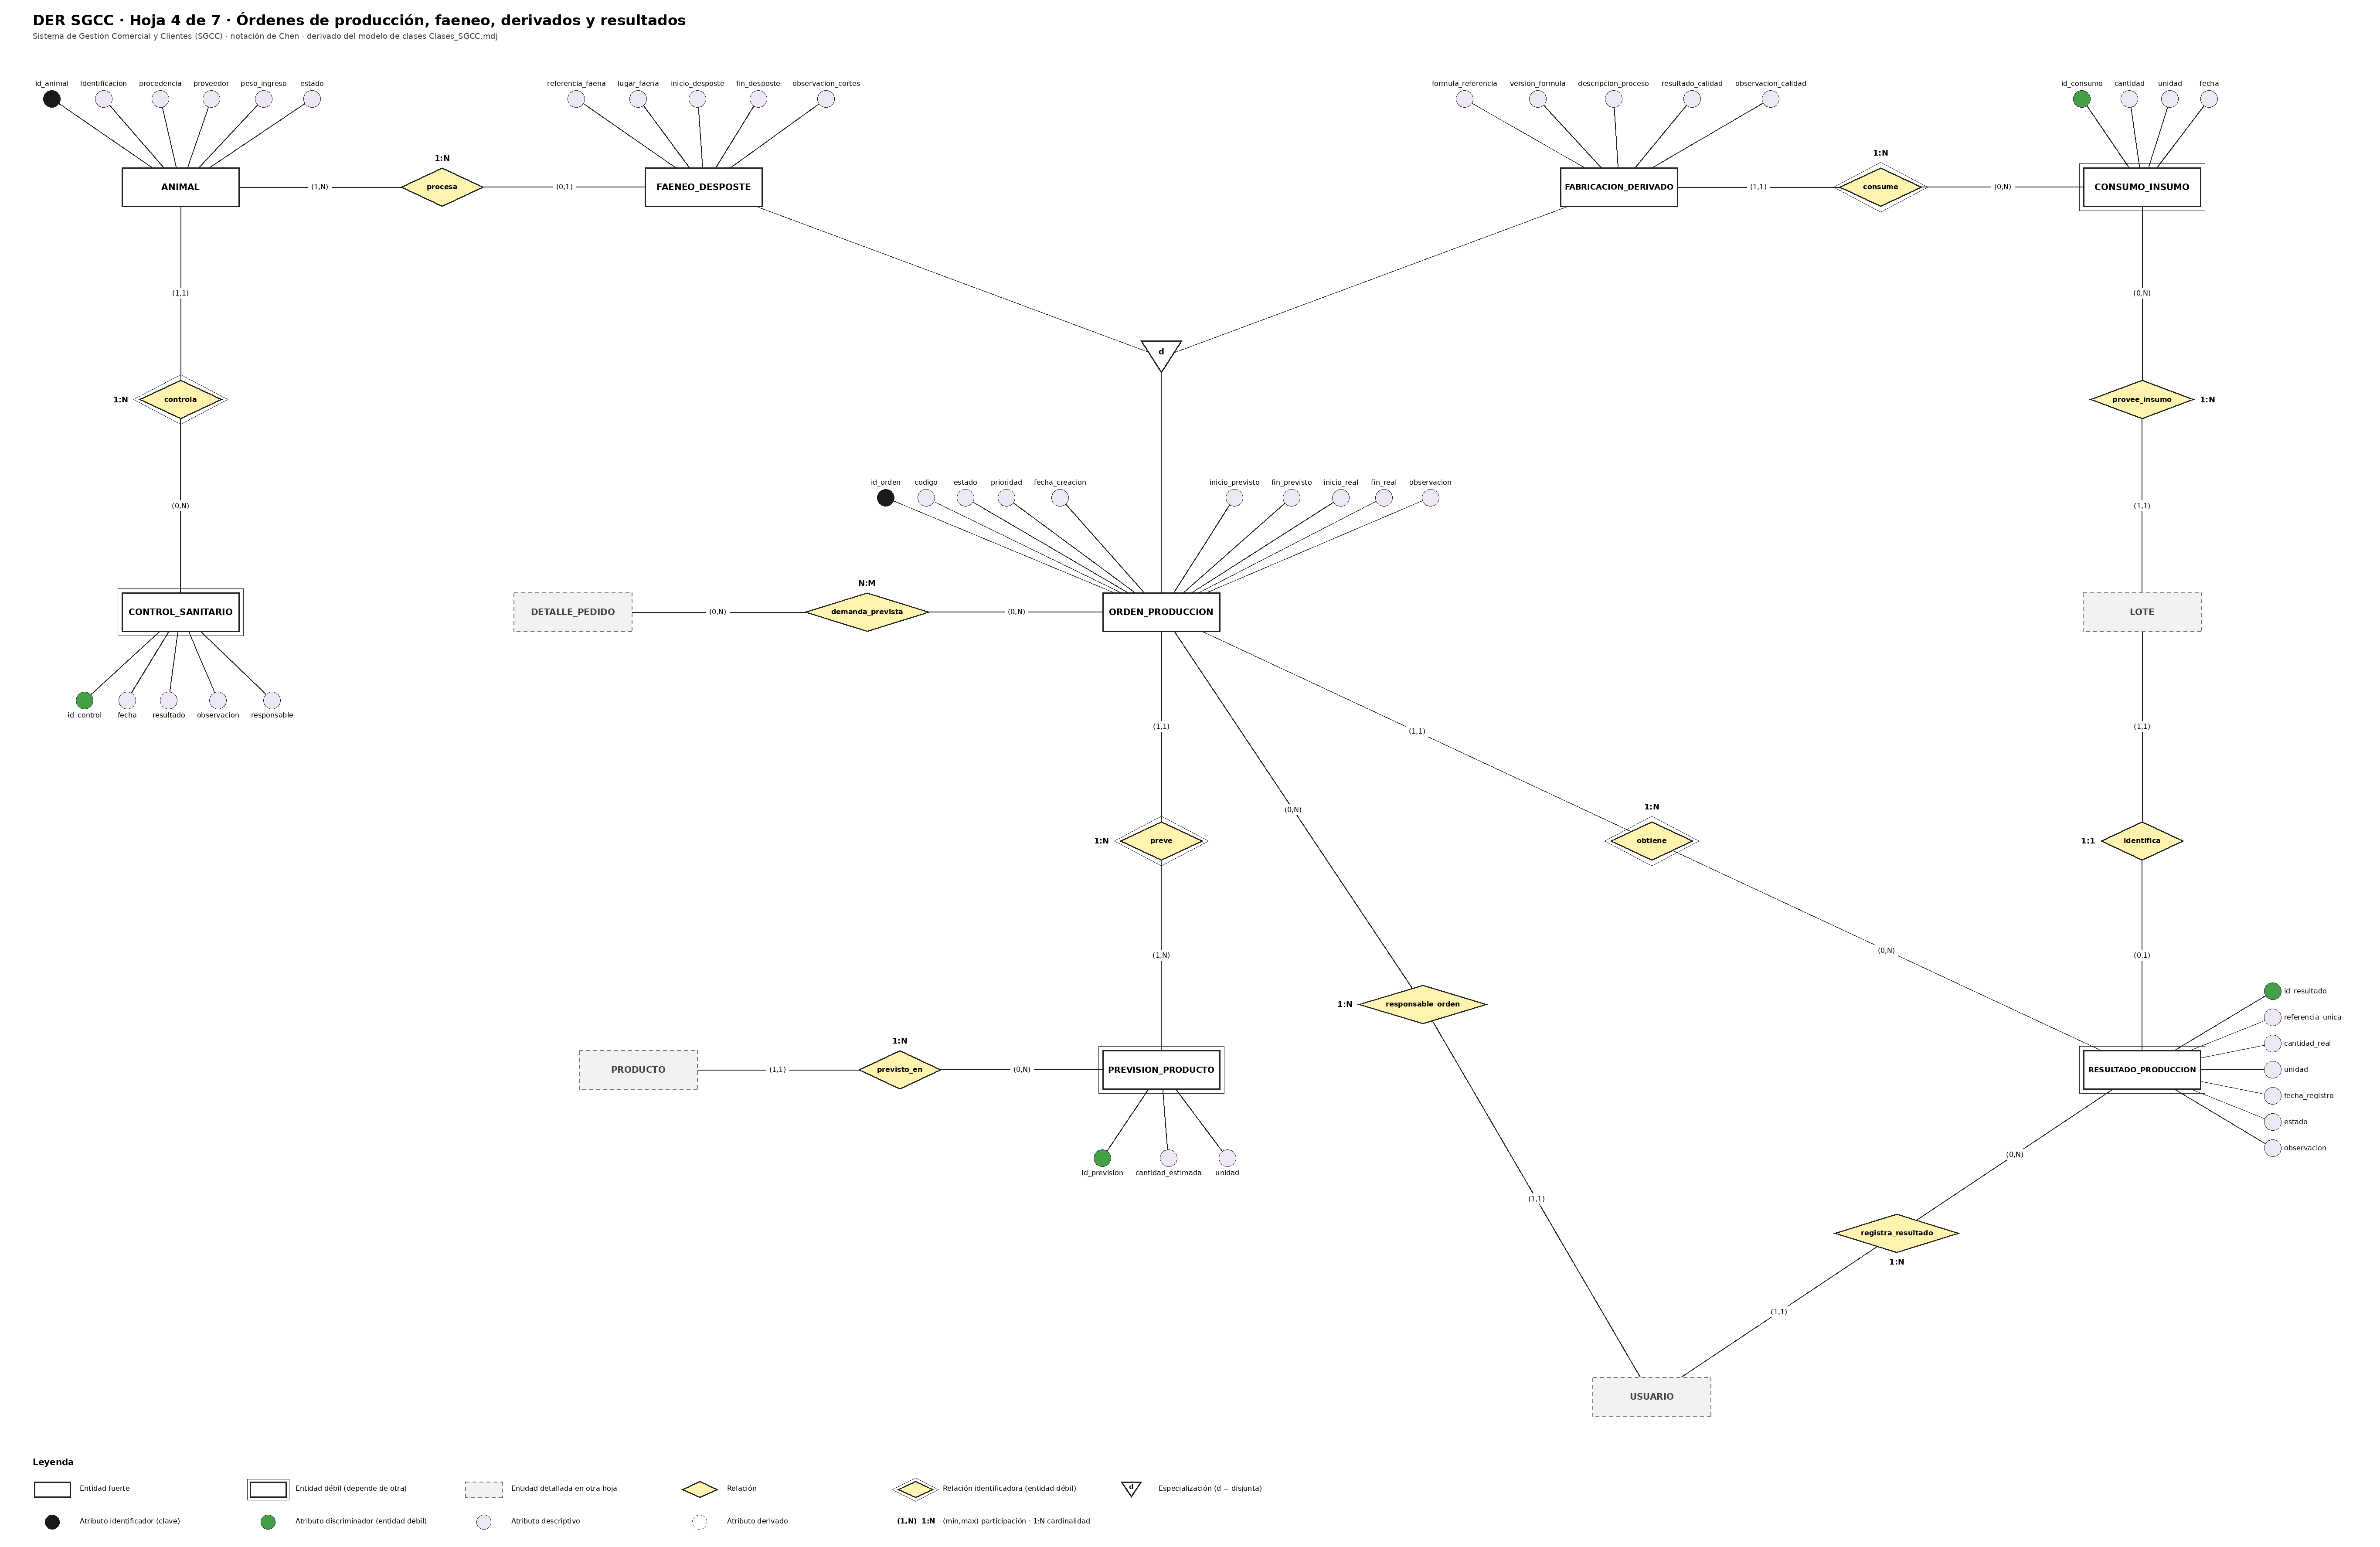 DER SGCC · Hoja 4 de 7 · Órdenes de producción, faeneo, derivados y resultados
Sistema de Gestión Comercial y Clientes (SGCC) · notación de Chen · derivado del modelo de clases Clases_SGCC.mdj
id_animal identificacion procedencia proveedor peso_ingreso estado
referencia_faena lugar_faena inicio_desposte fin_desposte observacion_cortes
formula_referencia version_formula descripcion_proceso resultado_calidad observacion_calidad
id_consumo cantidad unidad fecha
1:N
1:N
ANIMAL (1,N) procesa (0,1) FAENEO_DESPOSTE
FABRICACION_DERIVADO (1,1) consume (0,N) CONSUMO_INSUMO
(1,1)
(0,N)
d
1:N controla
provee_insumo 1:N
id_orden codigo estado prioridad fecha_creacion
inicio_previsto fin_previsto inicio_real fin_real observacion
(0,N)
(1,1)
N:M
CONTROL_SANITARIO
DETALLE_PEDIDO (0,N) demanda_prevista (0,N) ORDEN_PRODUCCION
LOTE
id_control fecha resultado observacion responsable
(1,1)
(1,1)
(1,1)
(0,N)
1:N
1:N preve
obtiene
1:1 identifica
(0,N)
(1,N)
(0,1)
id_resultado
1:N responsable_orden
referencia_unica
1:N
cantidad_real
PRODUCTO (1,1) previsto_en (0,N) PREVISION_PRODUCTO
RESULTADO_PRODUCCION
unidad
fecha_registro
estado
observacion
(0,N)
id_prevision cantidad_estimada unidad
(1,1)
registra_resultado
1:N
(1,1)
USUARIO
Leyenda
Entidad fuerte
Entidad débil (depende de otra)
Entidad detallada en otra hoja
Relación
Relación identificadora (entidad débil)
d Especialización (d = disjunta)
Atributo identificador (clave)
Atributo discriminador (entidad débil)
Atributo descriptivo
Atributo derivado
(1,N) 1:N (min,max) participación · 1:N cardinalidad